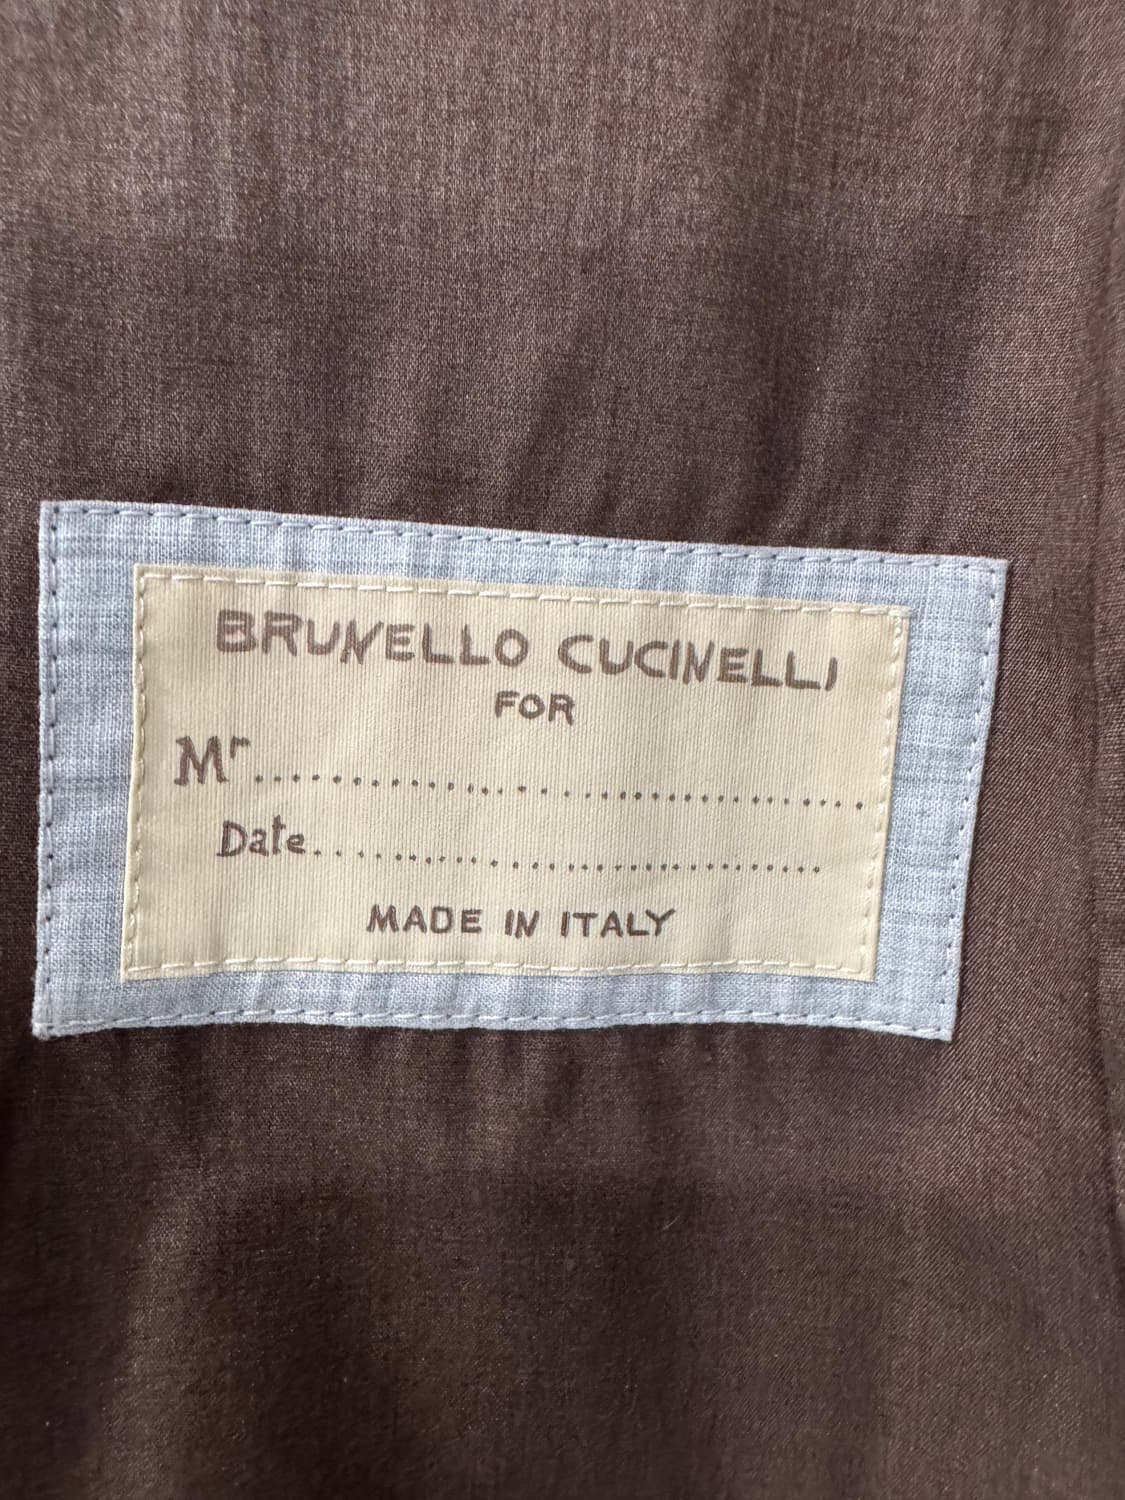 BRUNELLO CUCINELLI
FOR
Mr..............................
Date............................
MADE IN ITALY